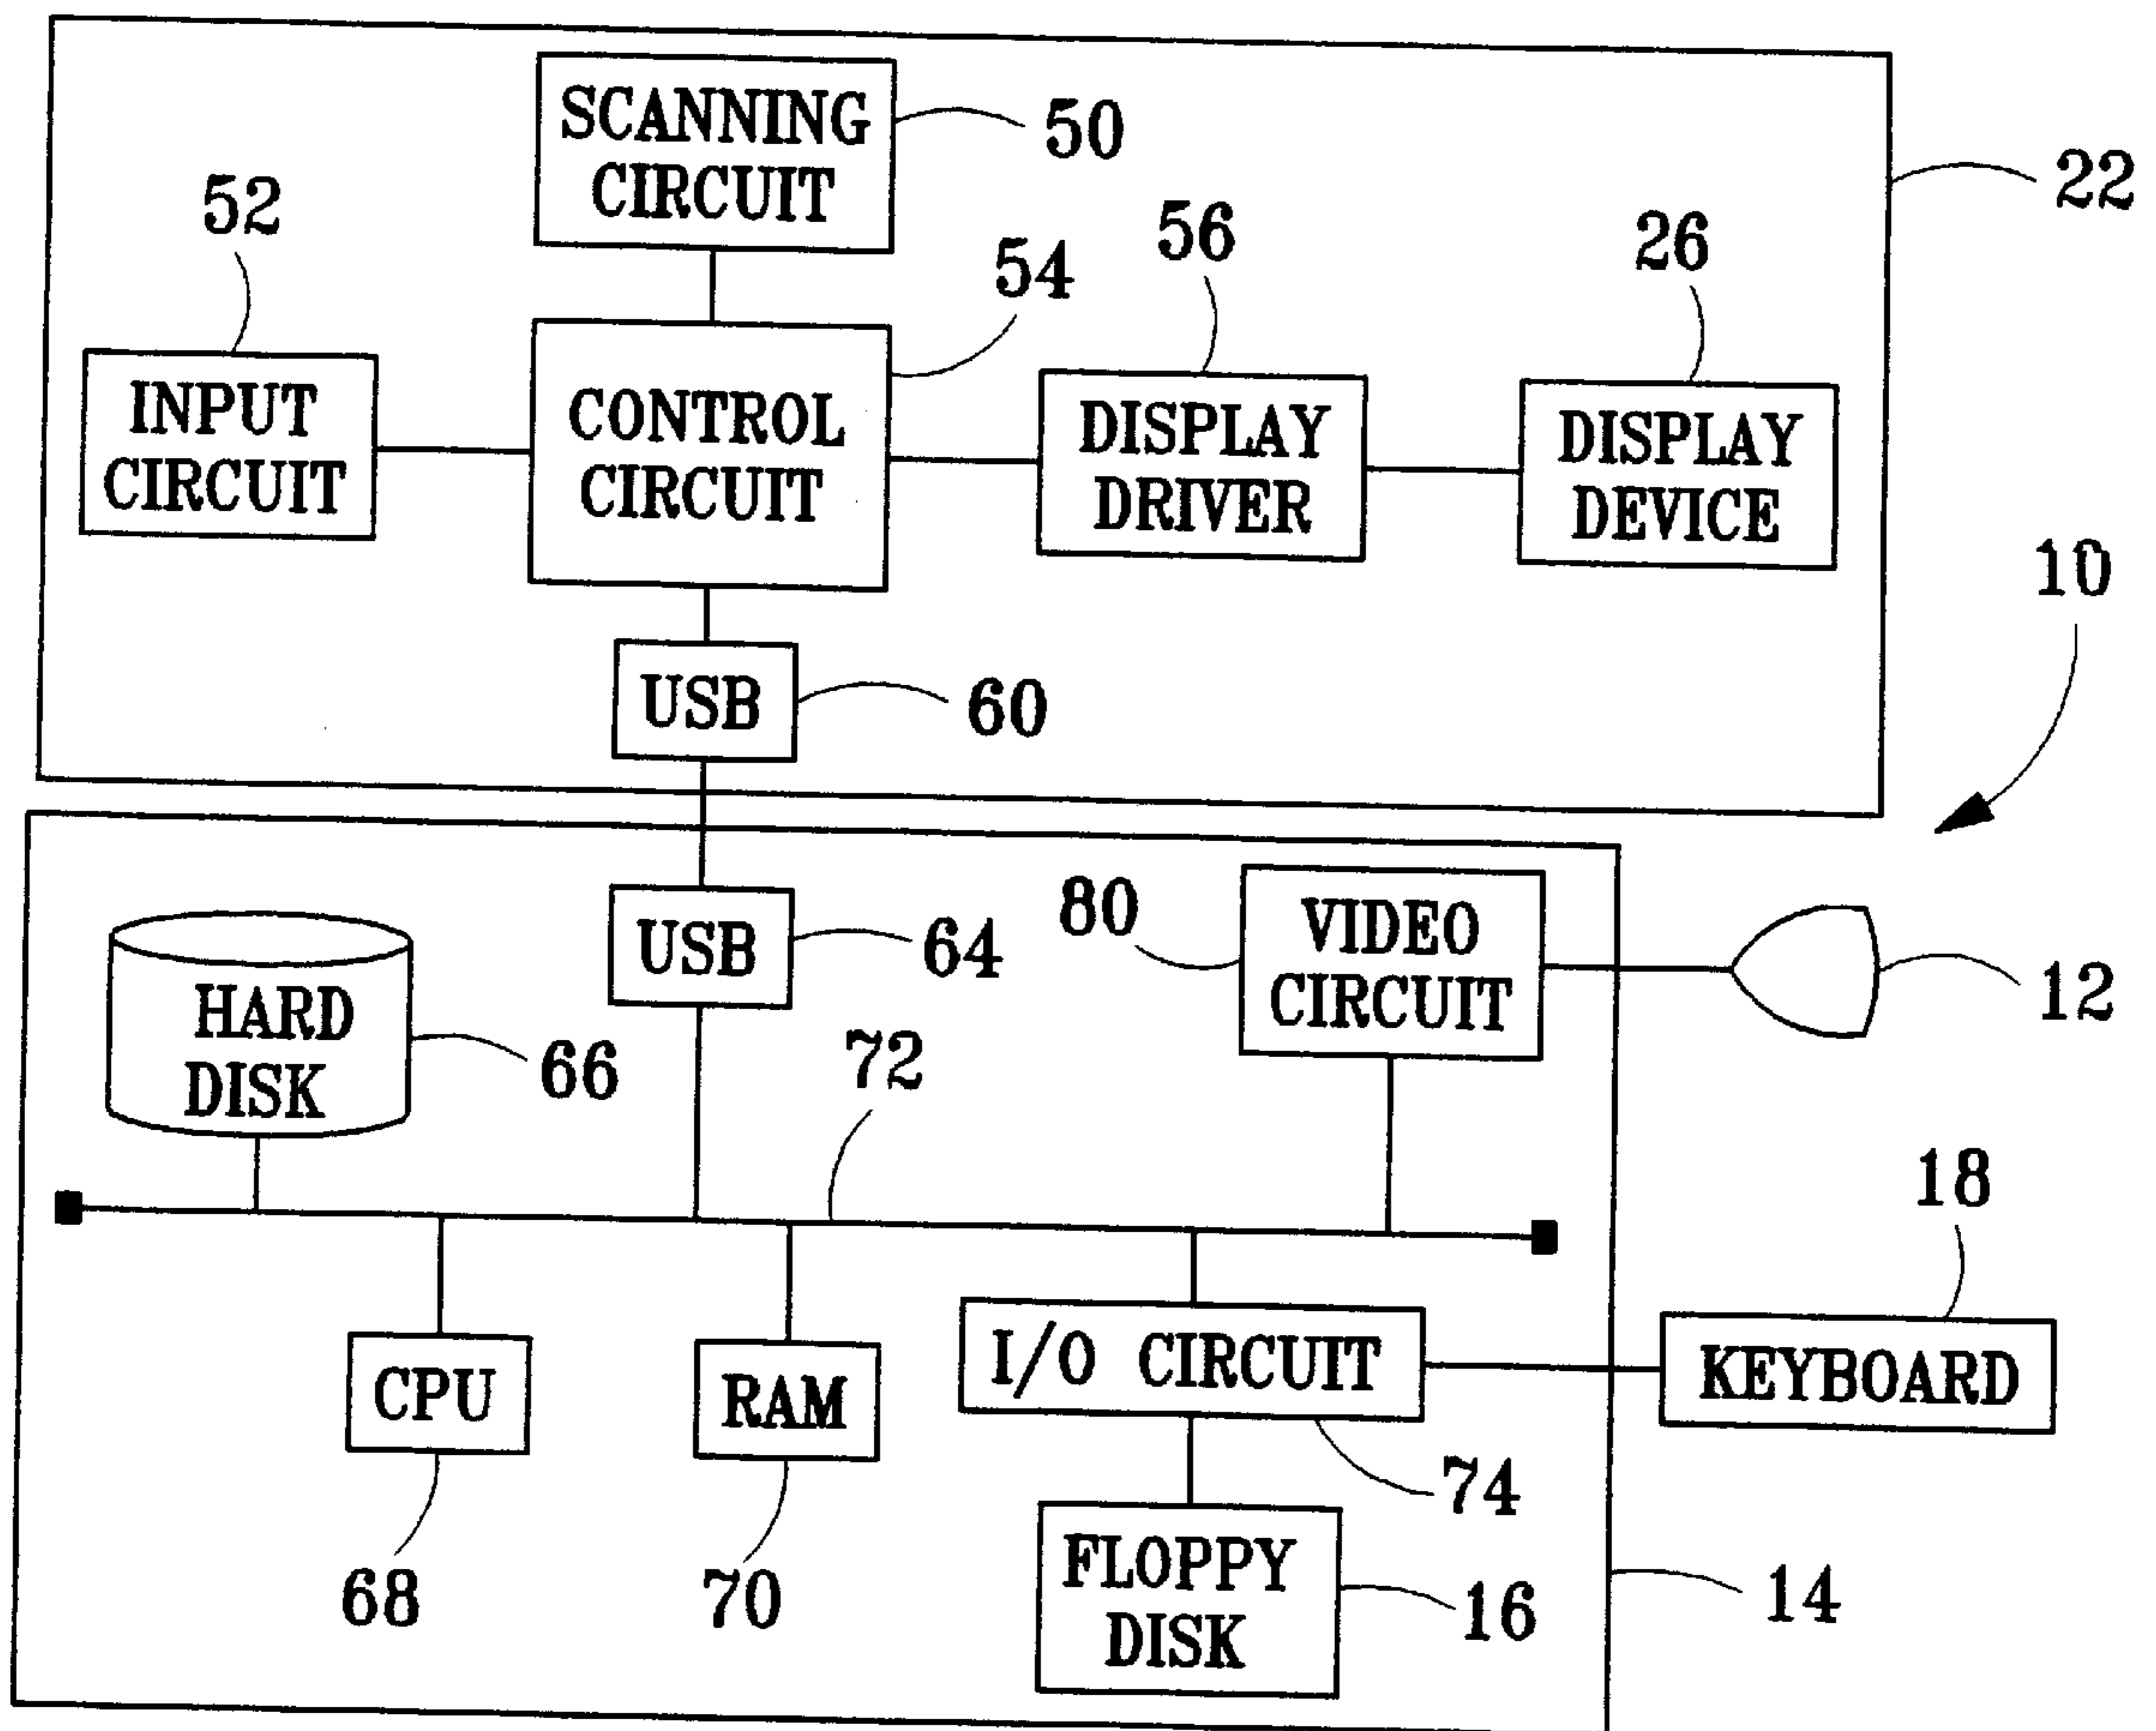 SCANNING
CIRCUIT
50
22
52
54
56
26
INPUT
CIRCUIT
CONTROL
CIRCUIT
DISPLAY
DRIVER
DISPLAY
DEVICE
10
USB
60
HARD
DISK
66
USB
64
80
VIDEO
CIRCUIT
12
72
18
CPU
68
RAM
70
I/O CIRCUIT
74
KEYBOARD
FLOPPY
DISK
16
14